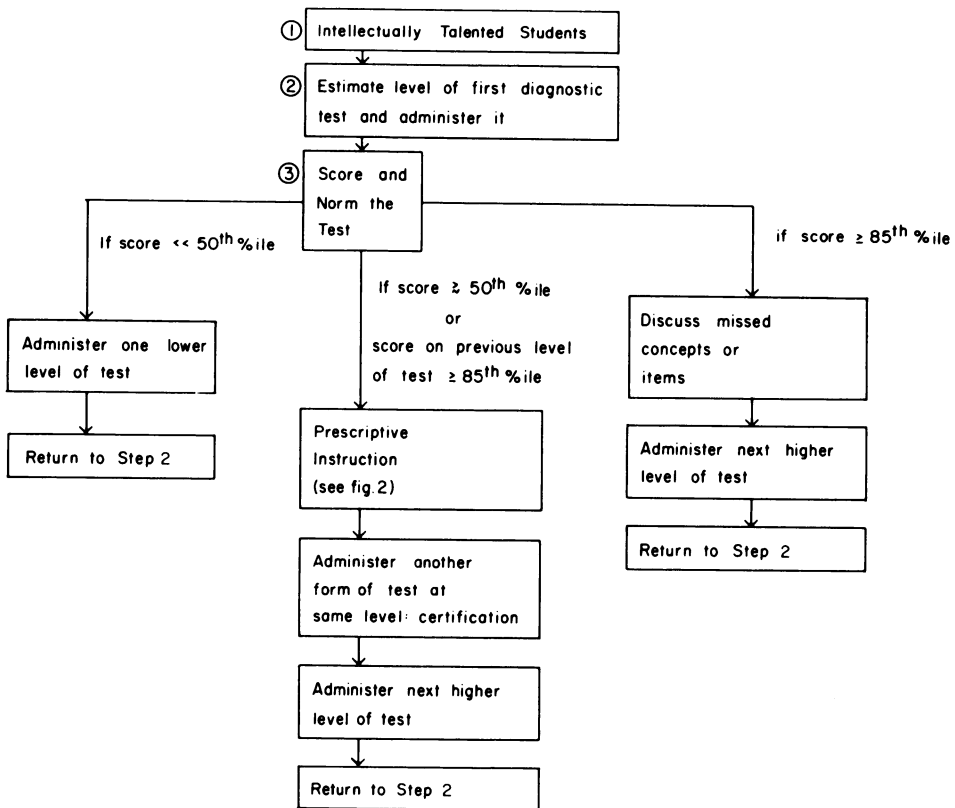 ① Intellectually Talented Students
② Estimate level of first diagnostic
test and administer it
③ Score and
Norm the
Test
If score << 50th %ile
Administer one lower
level of test
Return to Step 2
If score ≳ 50th %ile
or
score on previous level
of test ≥ 85th %ile
Prescriptive
Instruction
(see fig. 2)
Administer another
form of test at
same level: certification
Administer next higher
level of test
Return to Step 2
if score ≥ 85th %ile
Discuss missed
concepts or
items
Administer next higher
level of test
Return to Step 2